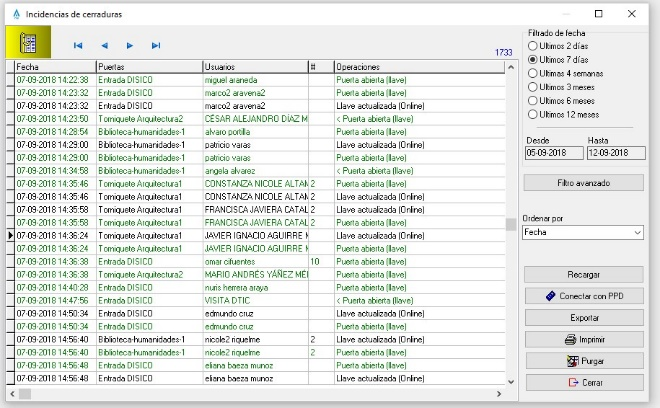 Incidencias de cerraduras
1733
Fecha Puertas Usuarios # Operaciones
07-09-2018 14:22:38 Entrada DISICO miguel araneda Puerta abierta (llave)
07-09-2018 14:23:32 Entrada DISICO marco2 aravena2 Puerta abierta (llave)
07-09-2018 14:23:32 Entrada DISICO marco2 aravena2 Llave actualizada (Online)
07-09-2018 14:23:50 Torniquete Arquitectura2 CÉSAR ALEJANDRO DÍAZ M < Puerta abierta (llave)
07-09-2018 14:28:54 Biblioteca-humanidades-1 alvaro portilla Puerta abierta (llave)
07-09-2018 14:29:00 Biblioteca-humanidades-1 patricio varas Llave actualizada (Online)
07-09-2018 14:29:00 Biblioteca-humanidades-1 patricio varas Puerta abierta (llave)
07-09-2018 14:34:58 Biblioteca-humanidades-1 angela alvarez < Puerta abierta (llave)
07-09-2018 14:35:46 Torniquete Arquitectura1 CONSTANZA NICOLE ALTAM 2 Puerta abierta (llave)
07-09-2018 14:35:46 Torniquete Arquitectura1 CONSTANZA NICOLE ALTAM 2 Llave actualizada (Online)
07-09-2018 14:35:58 Torniquete Arquitectura1 FRANCISCA JAVIERA CATAL 2 Llave actualizada (Online)
07-09-2018 14:35:58 Torniquete Arquitectura1 FRANCISCA JAVIERA CATAL 2 Puerta abierta (llave)
07-09-2018 14:36:24 Torniquete Arquitectura1 JAVIER IGNACIO AGUIRRE M Llave actualizada (Online)
07-09-2018 14:36:24 Torniquete Arquitectura1 JAVIER IGNACIO AGUIRRE M Puerta abierta (llave)
07-09-2018 14:36:38 Entrada DISICO omar cifuentes 10 Puerta abierta (llave)
07-09-2018 14:36:38 Torniquete Arquitectura2 MARIO ANDRÉS YÁÑEZ MÉI < Puerta abierta (llave)
07-09-2018 14:40:28 Entrada DISICO nuris herrera araya Puerta abierta (llave)
07-09-2018 14:47:56 Entrada DISICO VISITA DTIC < Puerta abierta (llave)
07-09-2018 14:50:34 Entrada DISICO edmundo cruz Llave actualizada (Online)
07-09-2018 14:50:34 Entrada DISICO edmundo cruz Puerta abierta (llave)
07-09-2018 14:56:40 Biblioteca-humanidades-1 nicole2 riquelme 2 Llave actualizada (Online)
07-09-2018 14:56:40 Biblioteca-humanidades-1 nicole2 riquelme 2 Puerta abierta (llave)
07-09-2018 14:56:48 Entrada DISICO eliana baeza munoz Puerta abierta (llave)
07-09-2018 14:56:48 Entrada DISICO eliana baeza munoz Llave actualizada (Online)
Filtrado de fecha
Ultimos 2 días
Ultimos 7 días
Ultimas 4 semanas
Ultimos 3 meses
Ultimos 6 meses
Ultimos 12 meses
Desde Hasta
05-09-2018 12-09-2018
Filtro avanzado
Ordenar por
Fecha
Recargar
Conectar con PPD
Exportar
Imprimir
Purgar
Cerrar